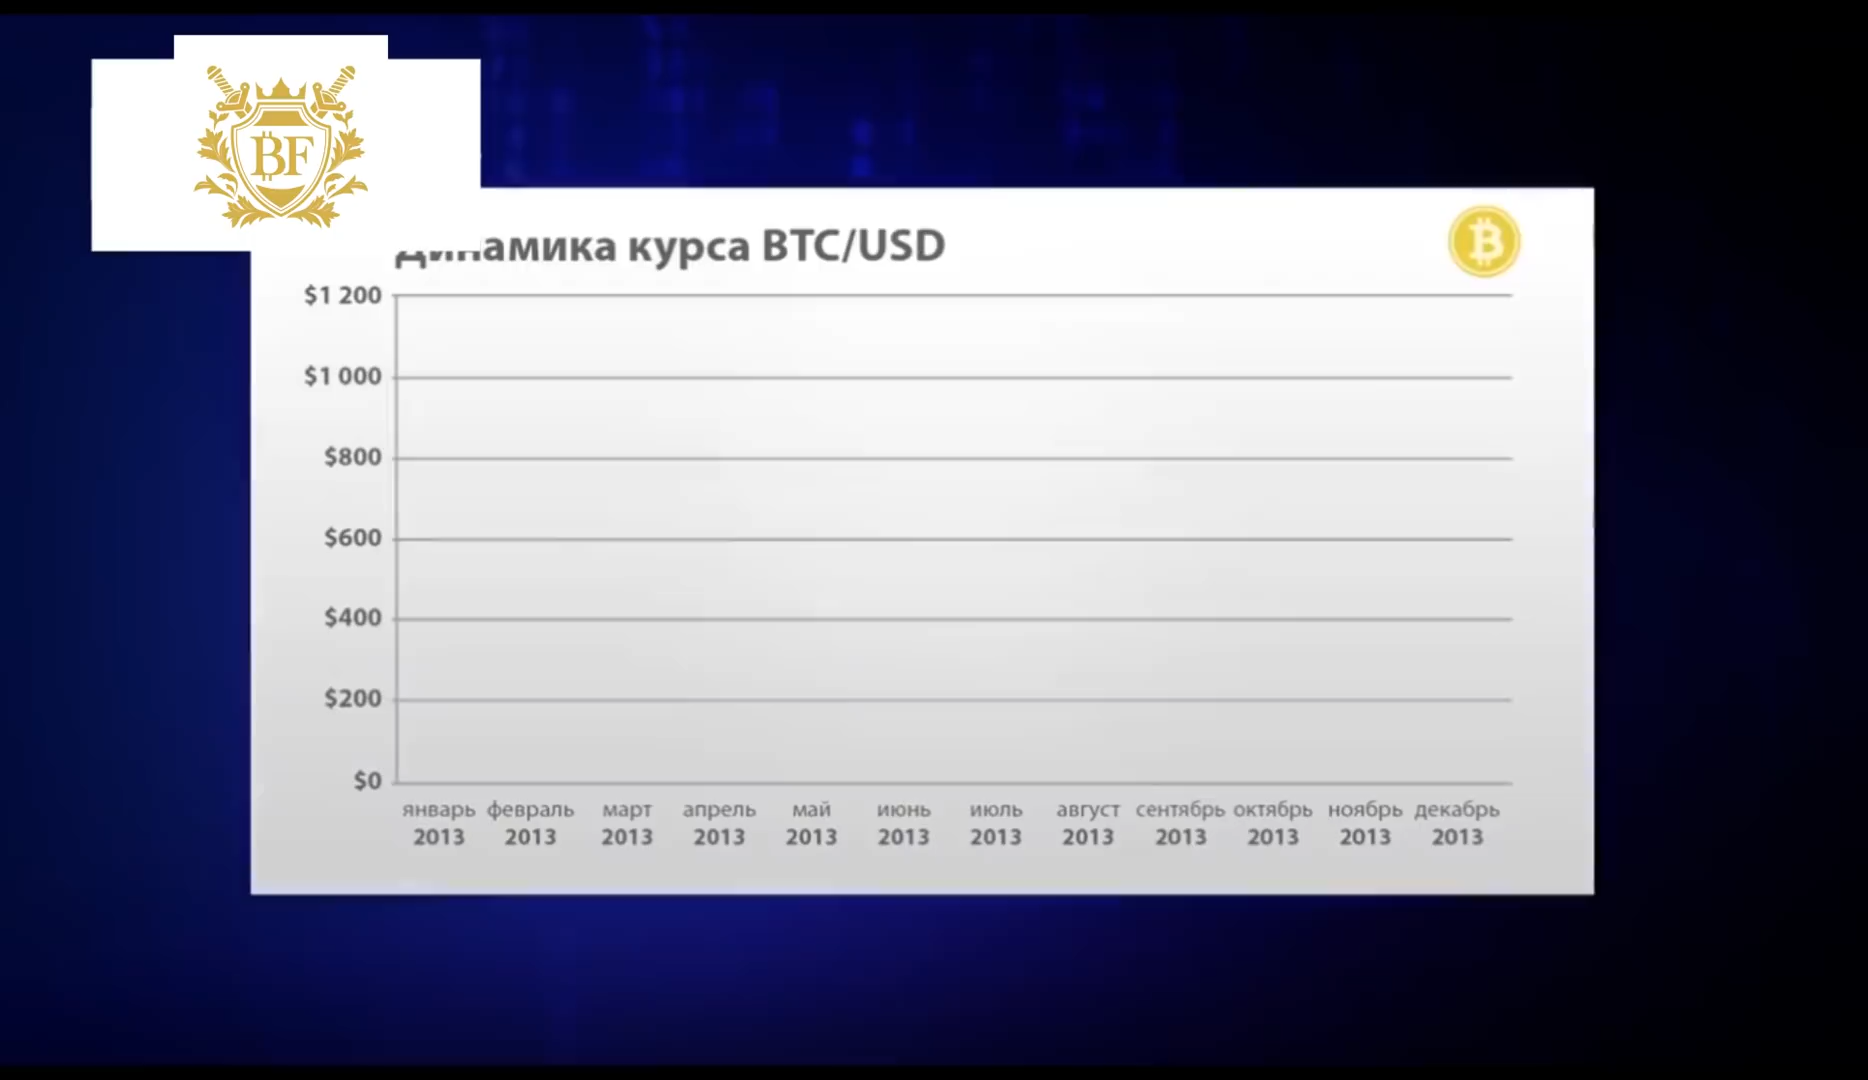 BF
Динамика курса BTC/USD
$1 200
$1 000
$800
$600
$400
$200
$0
январь февраль март апрель май июнь июль август сентябрь октябрь ноябрь декабрь
2013 2013 2013 2013 2013 2013 2013 2013 2013 2013 2013 2013